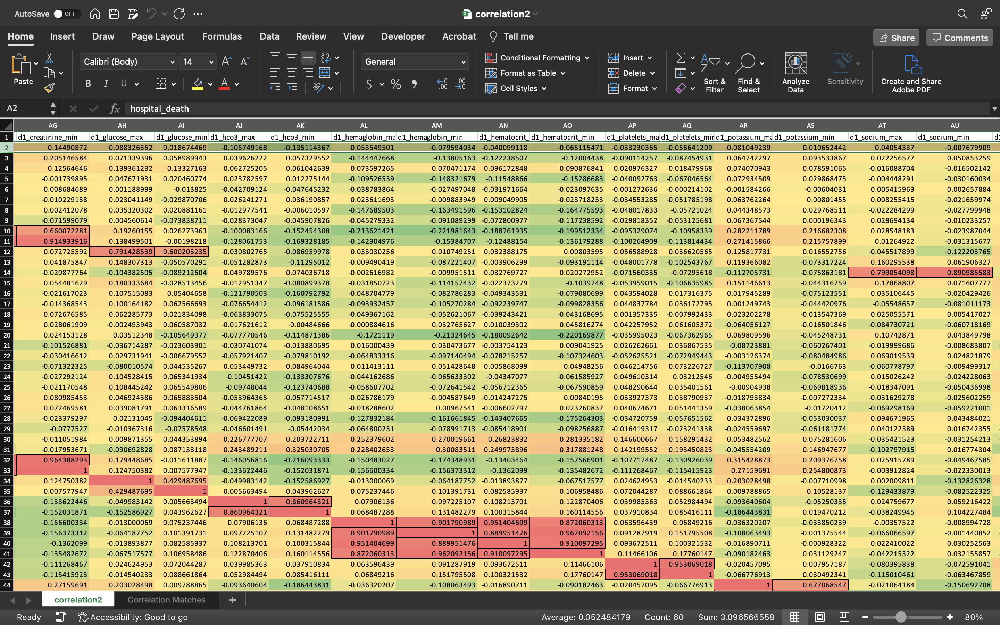 AutoSave OFF correlation2
Home Insert Draw Page Layout Formulas Data Review View Developer Acrobat Tell me Share Comments
Paste Calibri (Body) 14 General Conditional Formatting Format as Table Cell Styles Insert Delete Format Sort & Filter Find & Select Analyze Data Sensitivity Create and Share Adobe PDF
A2 fx hospital_death
AG AH AI AJ AK AL AM AN AO AP AQ AR AS AT AU
1 d1_creatinine_min d1_glucose_max d1_glucose_min d1_hco3_max d1_hco3_min d1_hemaglobin_ma d1_hemaglobin_min d1_hematocrit_ d1_hematocrit_min d1_platelets_ma d1_platelets_mir d1_potassium_ma d1_potassium_min d1_sodium_max d1_sodium_min
2 0.14490872 0.088326352 0.018674469 -0.105749168 -0.135114367 -0.053549501 -0.079594034 -0.040099118 -0.065115471 -0.033230365 -0.056641209 0.081049239 0.010652442 0.04054337 -0.007679909
3 0.205146584 0.071339396 0.058989943 0.039626222 0.057329552 -0.144447668 -0.13805163 -0.122238507 -0.12004438 -0.090114257 -0.087454931 0.064742297 0.093533867 0.022256577 0.050853259
4 0.12564646 0.139361232 0.13327163 0.062725205 0.061042639 0.073597265 0.070471174 0.096172848 0.090876841 0.020976327 0.018479968 0.074070943 0.078591065 -0.016088704 -0.016502142
5 -0.001739895 0.047671931 0.020460774 0.023782597 0.012275144 -0.109526539 -0.148321679 -0.11548866 -0.15286683 -0.040092763 -0.067046564 0.072934509 0.029868475 -0.004448291 -0.030160034
6 0.008684689 0.001188999 -0.013825 -0.042709124 -0.047645232 -0.038783864 -0.027497048 -0.031971664 -0.023097635 -0.001272636 -0.000214102 -0.001584266 -0.00604031 0.005415963 0.002657884
7 -0.010229138 0.023041149 -0.029870706 0.026241271 0.036190857 0.023611693 -0.009883949 0.009049905 -0.023718233 -0.034553285 -0.051785198 0.063762264 0.00801455 0.008255415 -0.021659974
8 0.002412078 0.035320302 0.020881161 -0.012977541 -0.006010597 -0.147689503 -0.163491596 -0.153102824 -0.164775593 -0.048017833 -0.05721024 0.044348573 0.029768511 -0.022284299 -0.027799948
9 -0.071599079 0.004560614 -0.073838711 -0.028373047 -0.045907826 -0.045279332 -0.091089299 -0.072800977 -0.117238592 -0.029818352 -0.053125681 0.067367544 0.000196343 0.028694134 -0.010233257
10 0.660072281 0.19260155 0.026273963 -0.100083166 -0.152454308 -0.213621421 -0.221981643 -0.188761935 -0.199512334 -0.095329074 -0.10958339 0.282211789 0.216682308 0.028548183 -0.023987044
11 0.914933916 0.138499501 -0.00198218 -0.128061753 -0.169328185 -0.142904976 -0.15384707 -0.12488154 -0.136179288 -0.100264909 -0.113814434 0.271415866 0.215757899 0.01264922 -0.031315677
12 0.072725592 0.791428539 0.600203235 -0.030802765 -0.086959978 0.033030256 0.010749251 0.032388175 0.00803595 0.056588928 0.036620565 0.125817731 0.016552756 -0.045517899 -0.122203765
13 0.041875847 0.148307313 -0.050570291 -0.051282873 -0.11295012 -0.009490419 -0.087221407 -0.003906299 -0.093191114 -0.048001778 -0.102543767 0.119366082 -0.073317224 0.160295538 0.061906327
14 -0.020877764 -0.104382505 -0.089212604 0.049789576 0.074036718 -0.002616982 -0.009951511 0.032769727 0.020272952 -0.071560335 -0.07295618 -0.112705731 -0.075863181 0.799054098 0.890985583
15 0.054481629 0.180333684 -0.028513456 -0.012951347 -0.080899378 -0.031850723 -0.114157432 -0.022373279 -0.1039748 -0.053959015 -0.106635985 0.151146613 -0.044316759 0.17868807 0.071607777
16 -0.021617023 0.107515083 0.05404658 -0.121790503 -0.160792792 -0.048704779 -0.082786283 -0.049343531 -0.079080699 0.043594028 0.017316375 0.017945289 -0.075123551 0.035106445 -0.020429426
17 -0.014368543 0.100164182 0.062566693 -0.076654412 -0.096181586 -0.093932457 -0.105270284 -0.092239747 -0.099828356 0.044837784 0.036172795 0.001249743 -0.044420976 -0.05548657 -0.081011173
18 0.072676585 0.062285773 0.021834098 -0.063833075 -0.075525555 -0.049367162 -0.052621067 -0.039243421 -0.043168695 0.001357335 -0.007992433 0.023202278 -0.013547369 0.025055571 0.005417027
19 0.028061909 -0.002493943 0.060587032 -0.017621612 -0.00484666 -0.000884616 0.032765627 0.010039302 0.045816274 0.042257952 0.061605372 -0.064056127 -0.016501846 -0.084730721 -0.060718169
20 0.024153128 0.03512348 -0.105649377 -0.077770546 -0.114871386 -0.1721119 -0.21324645 -0.180092642 -0.220169877 -0.035995023 -0.067362965 0.069809596 -0.045248731 0.10742871 0.043849798
21 -0.101526881 -0.036714287 -0.023603901 -0.030741074 -0.013880695 0.016000439 0.030473677 -0.003754123 0.009041925 0.026262661 0.036867535 -0.08723881 -0.060267401 -0.019999686 -0.008683807
22 -0.030416612 0.029731941 -0.006679552 -0.057921407 -0.079810192 -0.064833316 -0.097140494 -0.078215257 -0.107324603 -0.052625521 -0.072949443 -0.003126374 -0.080484986 0.069019539 0.024821879
23 -0.071322325 -0.080010574 0.044535267 0.053449732 0.084964044 0.011413111 0.051428648 0.005868099 0.04948256 0.046214756 0.073226727 -0.113707908 -0.0166763 -0.060778797 -0.009499317
24 -0.027292124 0.104528415 0.065341934 -0.10451422 -0.133307676 -0.044162686 -0.065633302 -0.04347077 -0.061585927 0.049610314 0.03212546 -0.004955494 -0.078530699 0.015026242 -0.024228063
25 -0.021170548 0.108445242 0.065549806 -0.09748044 -0.123740688 -0.058607702 -0.072641542 -0.056712365 -0.067590859 0.048290644 0.035401561 -0.00904938 -0.069818936 -0.018347091 -0.050436998
26 0.080985453 0.046924386 0.065883504 -0.053964365 -0.057714517 -0.026786179 -0.004587649 -0.014247275 0.00840195 0.033927373 0.038790937 -0.018793834 -0.007272334 -0.031629278 -0.025602259
27 0.072469581 0.039081791 0.063316589 -0.044761864 -0.048108651 -0.018288602 0.00967541 -0.006602797 0.023260837 0.040674671 0.051441359 -0.038063854 -0.01720412 -0.069298169 -0.059221001
28 -0.023379297 0.02131045 -0.094404611 -0.069422089 -0.093180991 -0.127832184 -0.161661845 -0.143407665 -0.175264303 -0.034720759 -0.057651562 0.034372896 -0.053030037 0.094671965 0.043484021
29 -0.0777527 -0.010367316 -0.07578548 -0.046601491 -0.05442034 -0.064800231 -0.078991713 -0.085418901 -0.098256887 -0.016419317 -0.023241338 -0.024559697 -0.061181774 0.040122389 0.016742355
30 -0.011051984 0.009871355 0.044353894 0.226777707 0.203722711 0.252379602 0.270019661 0.26823832 0.281335182 0.146600667 0.158291432 0.053482562 0.075281606 -0.035421523 -0.031254213
31 -0.017953671 -0.090692828 0.087133118 0.243489211 0.325030705 0.228402653 0.30083511 0.249973896 0.317881248 0.142199552 0.193450823 -0.045554209 0.146947677 -0.102797915 0.016774304
32 0.964388293 0.179448685 -0.011611887 -0.146056816 -0.216093333 -0.150483027 -0.174348931 -0.13403464 -0.157566901 -0.107717487 -0.130926039 0.315428873 0.209376758 0.025915789 -0.049467585
33 1 0.124750382 0.007577947 -0.133622446 -0.152031871 -0.156600334 -0.156373312 -0.1362099 -0.135482672 -0.111268467 -0.115415923 0.27159691 0.254800873 -0.003912824 -0.022330013
34 0.124750382 1 0.429487695 -0.049983142 -0.152586927 -0.013000069 -0.064187752 -0.013893877 -0.067517577 0.024624953 -0.014540233 0.203028498 -0.007710998 0.002009811 -0.132826328
35 0.007577947 0.429487695 1 0.005663494 0.043962627 0.075237446 0.101391731 0.082585937 0.106958486 0.072044287 0.088661864 0.009788865 0.10528137 -0.129433879 -0.082522325
36 -0.133622446 -0.049983142 0.005663494 1 0.860964321 0.07906136 0.097225107 0.108213701 0.122870406 0.039985363 0.052984494 -0.093640604 -0.05250335 0.024759677 0.059216422
37 -0.152031871 -0.152586927 0.043962627 0.860964321 1 0.068487288 0.131482279 0.100315844 0.160114556 0.037910834 0.085416111 -0.186443831 0.019470212 -0.038249945 0.104227484
38 -0.156600334 -0.013000069 0.075237446 0.07906136 0.068487288 1 0.901790989 0.951404699 0.872060313 0.063596439 0.06849216 -0.036320207 -0.033850239 -0.00357522 -0.008994728
39 -0.156373312 -0.064187752 0.101391731 0.097225107 0.131482279 0.901790989 1 0.889951476 0.962092156 0.091287919 0.151795508 -0.108063493 -0.001375544 -0.066066597 -0.001440852
40 -0.1362099 -0.013893877 0.082585937 0.108213701 0.100315844 0.951404699 0.889951476 1 0.910097295 0.093672511 0.100321532 -0.016890711 -0.000928322 0.022410022 0.030252563
41 -0.135482672 -0.067517577 0.106958486 0.122870406 0.160114556 0.872060313 0.962092156 0.910097295 1 0.11466106 0.17760147 -0.090182463 0.031129247 -0.042215322 0.032155857
42 -0.111268467 0.024624953 0.072044287 0.039985363 0.037910834 0.063596439 0.091287919 0.093672511 0.11466106 1 0.953069018 -0.020457095 0.007957187 -0.080395838 -0.072591041
43 -0.115415923 -0.014540233 0.088661864 0.052984494 0.085416111 0.06849216 0.151795508 0.100321532 0.17760147 0.953069018 1 -0.066776913 0.030492341 -0.115010461 -0.063467859
44 0.27159691 0.203028498 0.009788865 -0.093640604 -0.186443831 -0.036320207 -0.108063493 -0.016890711 -0.090182463 -0.020457095 -0.066776913 1 0.677068547 -0.021064184 -0.150692708
correlation2 Correlation Matches
Ready Accessibility: Good to go Average: 0.052484179 Count: 60 Sum: 3.096566558 80%